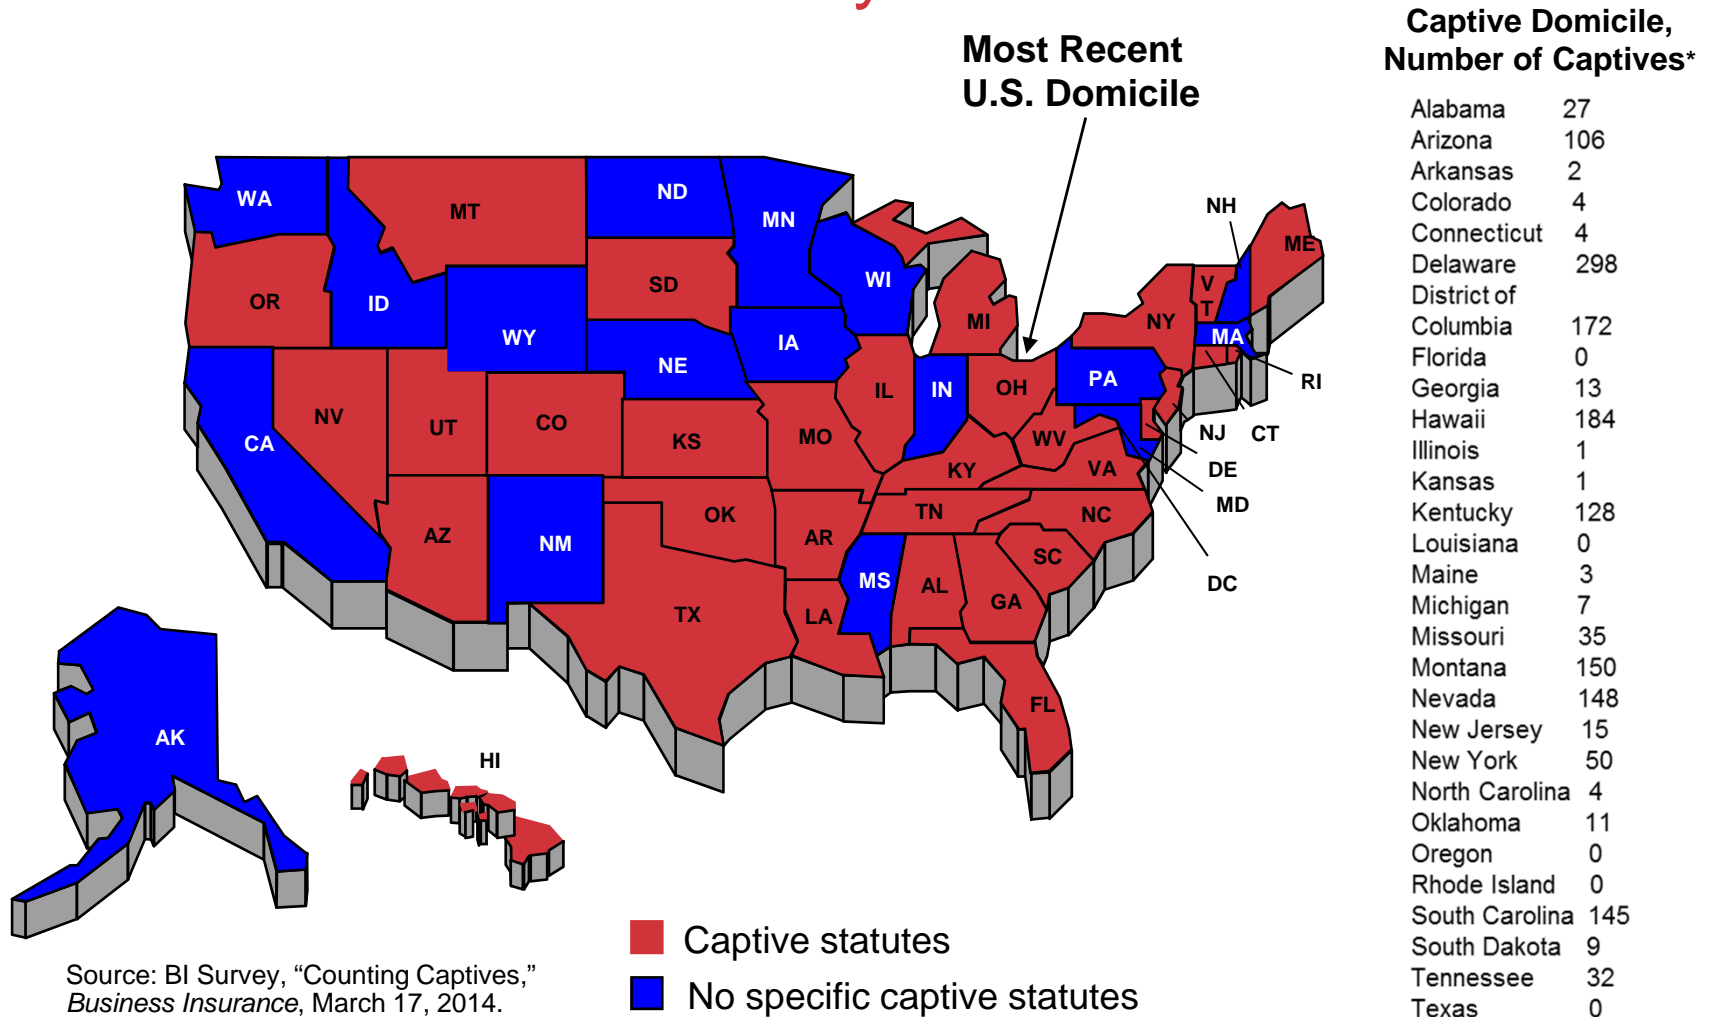 Most Recent
U.S. Domicile
Captive Domicile,
Number of Captives*
Alabama 27
Arizona 106
Arkansas 2
Colorado 4
Connecticut 4
Delaware 298
District of
Columbia 172
Florida 0
Georgia 13
Hawaii 184
Illinois 1
Kansas 1
Kentucky 128
Louisiana 0
Maine 3
Michigan 7
Missouri 35
Montana 150
Nevada 148
New Jersey 15
New York 50
North Carolina 4
Oklahoma 11
Oregon 0
Rhode Island 0
South Carolina 145
South Dakota 9
Tennessee 32
Texas 0
WA
MT
ND
MN
NH
ME
OR
ID
SD
WI
V
T
WY
MI
NY
MA
NE
IA
IL
IN
OH
PA
RI
NV
UT
CO
KS
MO
WV
NJ
CT
CA
KY
VA
DE
MD
AZ
NM
OK
AR
TN
NC
SC
DC
MS
AL
GA
TX
LA
FL
AK
HI
Captive statutes
No specific captive statutes
Source: BI Survey, “Counting Captives,”
Business Insurance, March 17, 2014.